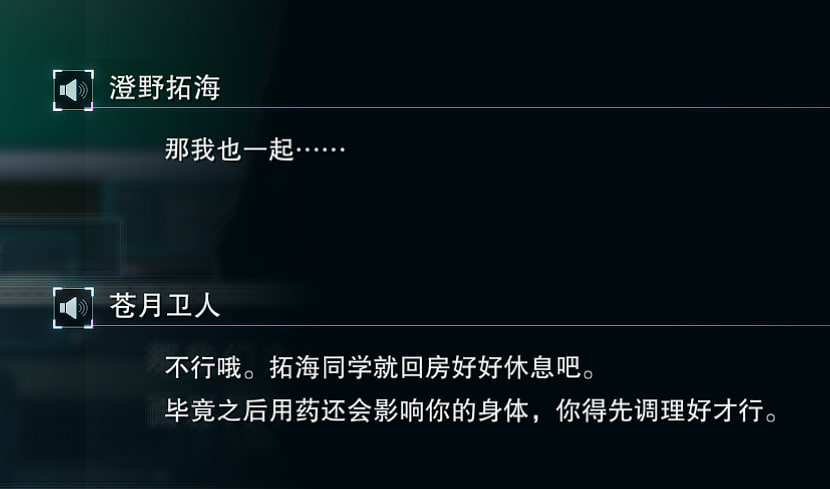 澄野拓海
那我也一起……
苍月卫人
不行哦。拓海同学就回房好好休息吧。
毕竟之后用药还会影响你的身体，你得先调理好才行。